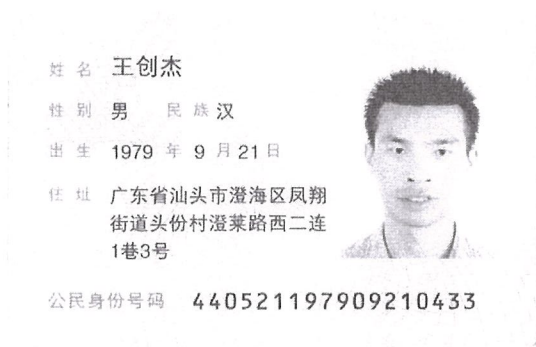 姓名 王创杰
性别 男 民族 汉
出生 1979 年 9 月 21 日
住址 广东省汕头市澄海区凤翔
街道头份村澄莱路西二连
1巷3号
公民身份号码 440521197909210433